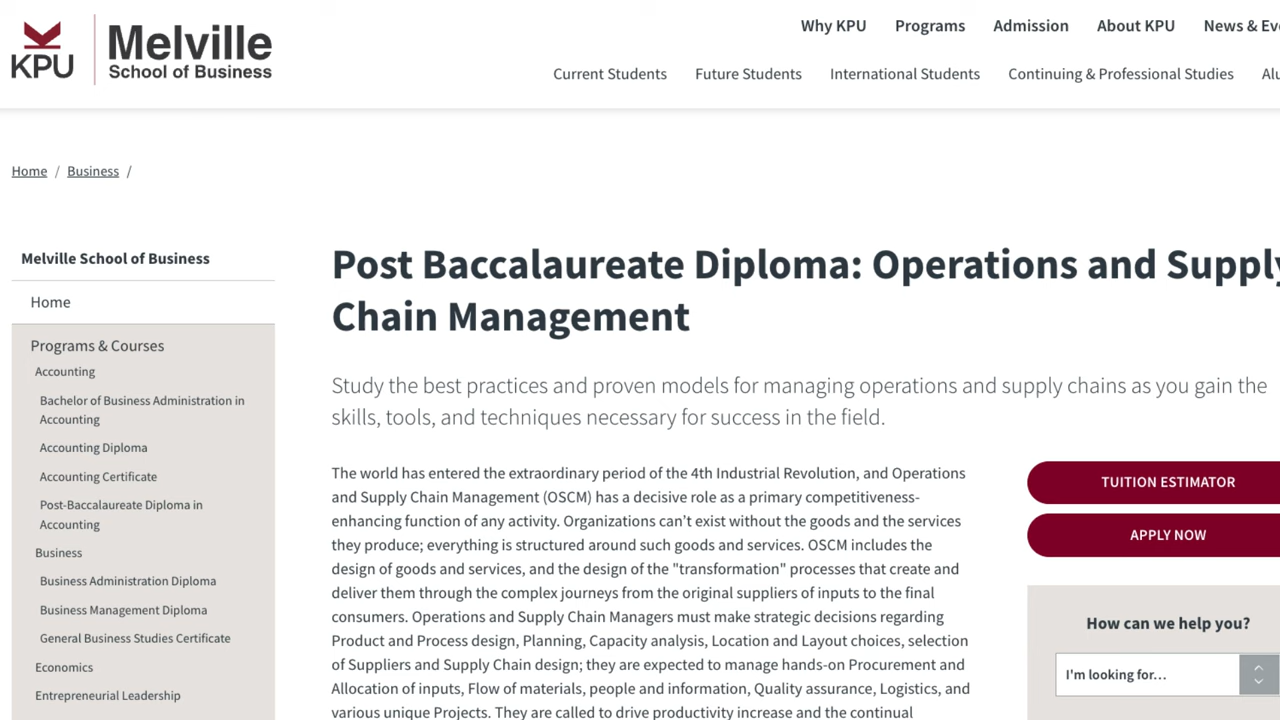 KPU
Melville
School of Business
Why KPU Programs Admission About KPU News &
Current Students Future Students International Students Continuing & Professional Studies
Home / Business /
Melville School of Business
Home
Programs & Courses
Accounting
Bachelor of Business Administration in
Accounting
Accounting Diploma
Accounting Certificate
Post-Baccalaureate Diploma in
Accounting
Business
Business Administration Diploma
Business Management Diploma
General Business Studies Certificate
Economics
Entrepreneurial Leadership
Post Baccalaureate Diploma: Operations and Supply
Chain Management
Study the best practices and proven models for managing operations and supply chains as you gain the
skills, tools, and techniques necessary for success in the field.
The world has entered the extraordinary period of the 4th Industrial Revolution, and Operations
and Supply Chain Management (OSCM) has a decisive role as a primary competitiveness-
enhancing function of any activity. Organizations can’t exist without the goods and the services
they produce; everything is structured around such goods and services. OSCM includes the
design of goods and services, and the design of the "transformation" processes that create and
deliver them through the complex journeys from the original suppliers of inputs to the final
consumers. Operations and Supply Chain Managers must make strategic decisions regarding
Product and Process design, Planning, Capacity analysis, Location and Layout choices, selection
of Suppliers and Supply Chain design; they are expected to manage hands-on Procurement and
Allocation of inputs, Flow of materials, people and information, Quality assurance, Logistics, and
various unique Projects. They are called to drive productivity increase and the continual
TUITION ESTIMATOR
APPLY NOW
How can we help you?
I'm looking for...